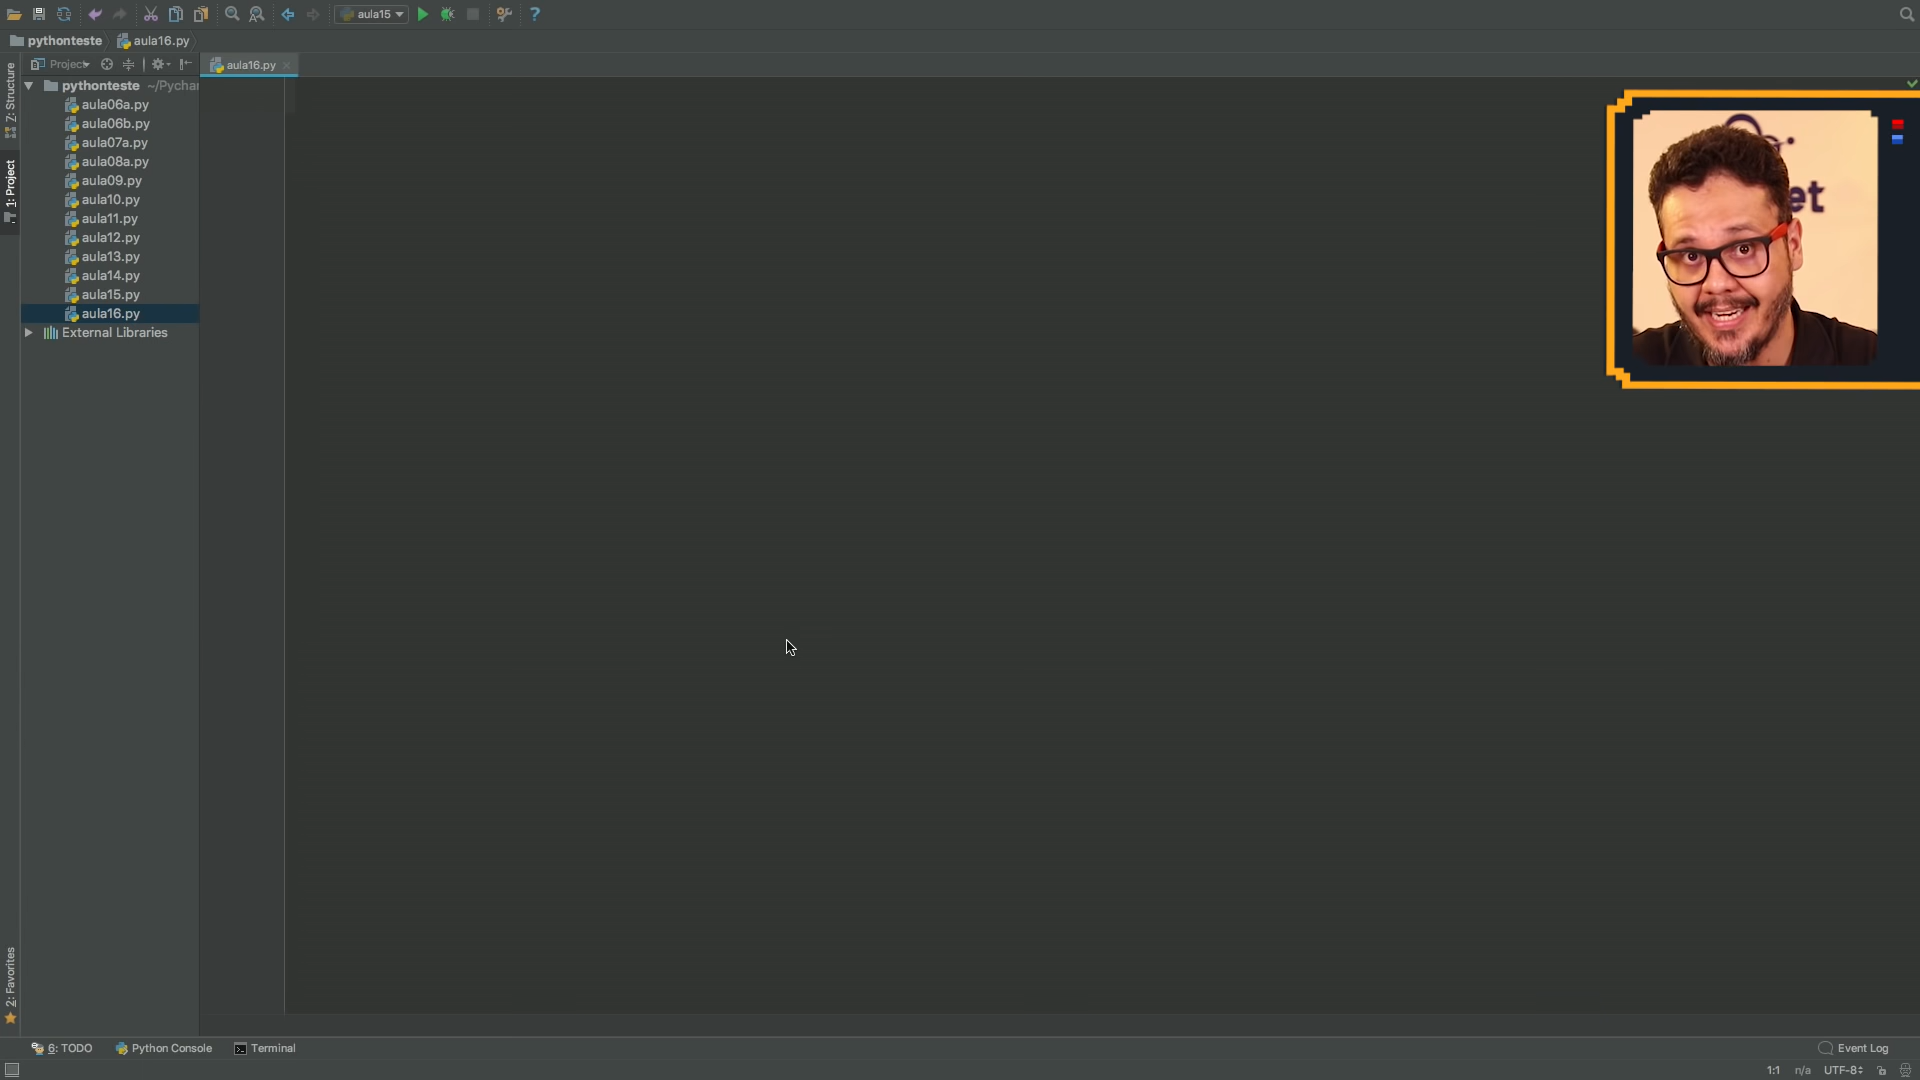 aula15
pythonteste
aula16.py
Project
aula16.py
Z: Structure
1: Project
pythonteste ~/Pychar
aula06a.py
aula06b.py
aula07a.py
aula08a.py
aula09.py
aula10.py
aula11.py
aula12.py
aula13.py
aula14.py
aula15.py
aula16.py
External Libraries
et
2: Favorites
6: TODO
Python Console
Terminal
Event Log
1:1
n/a
UTF-8